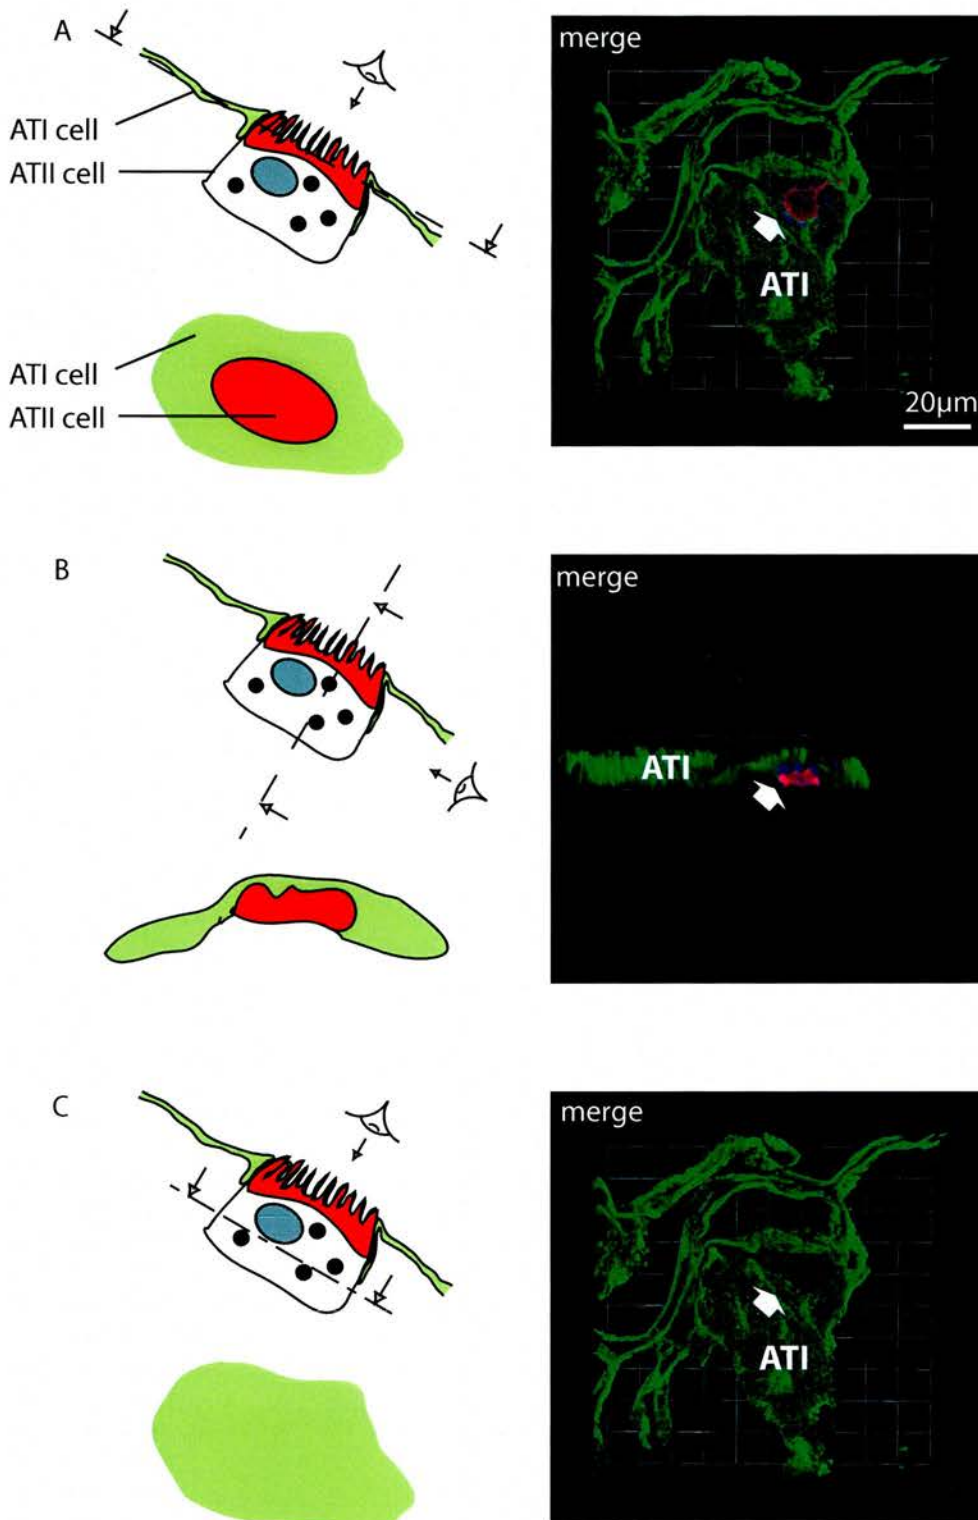 A
ATI cell
ATII cell
ATI cell
ATII cell
merge
ATI
20µm
B
merge
ATI
C
merge
ATI